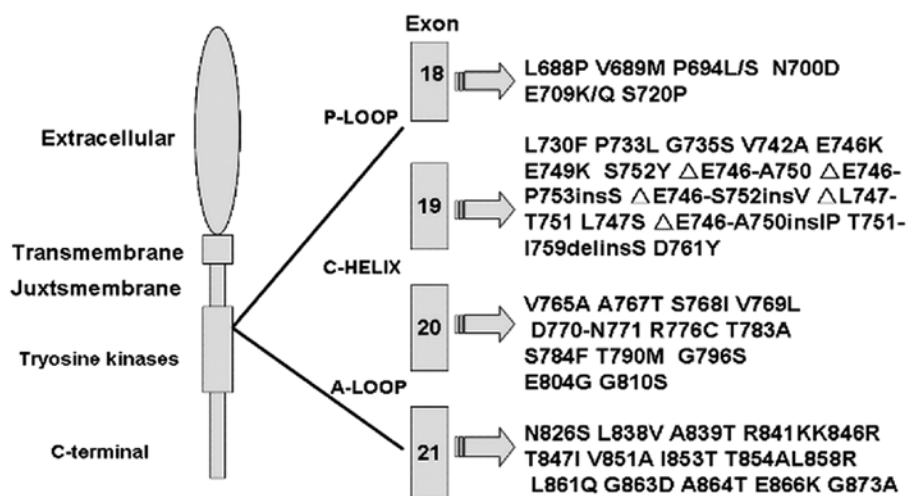 Exon
18
L688P V689M P694L/S N700D
E709K/Q S720P
P-LOOP
Extracellular
19
L730F P733L G735S V742A E746K
E749K S752Y △E746-A750 △E746-
P753insS △E746-S752insV △L747-
T751 L747S △E746-A750insIP T751-
I759delinsS D761Y
Transmembrane
C-HELIX
Juxtsmembrane
20
V765A A767T S768I V769L
D770-N771 R776C T783A
S784F T790M G796S
E804G G810S
Tryosine kinases
A-LOOP
C-terminal
21
N826S L838V A839T R841KK846R
T847I V851A I853T T854AL858R
L861Q G863D A864T E866K G873A